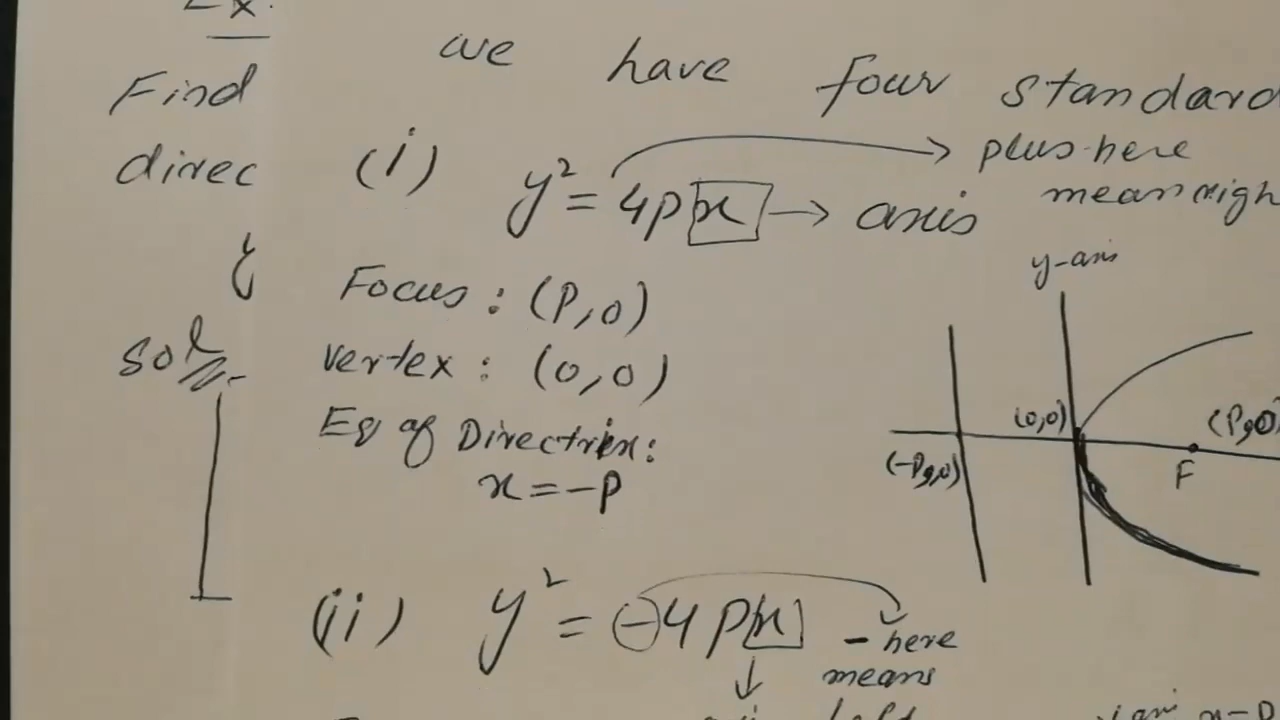 Ex.
Find
direc
sol
we have four standard
(i) y² = 4px → axis
plus here
mean righ
Focus : (P,0)
vertex : (0,0)
Eq of Directrix:
x = -P
y-axis
(0,0)
(P,0)
(-P,0)
F
(ii) y² = -4px
- here
means